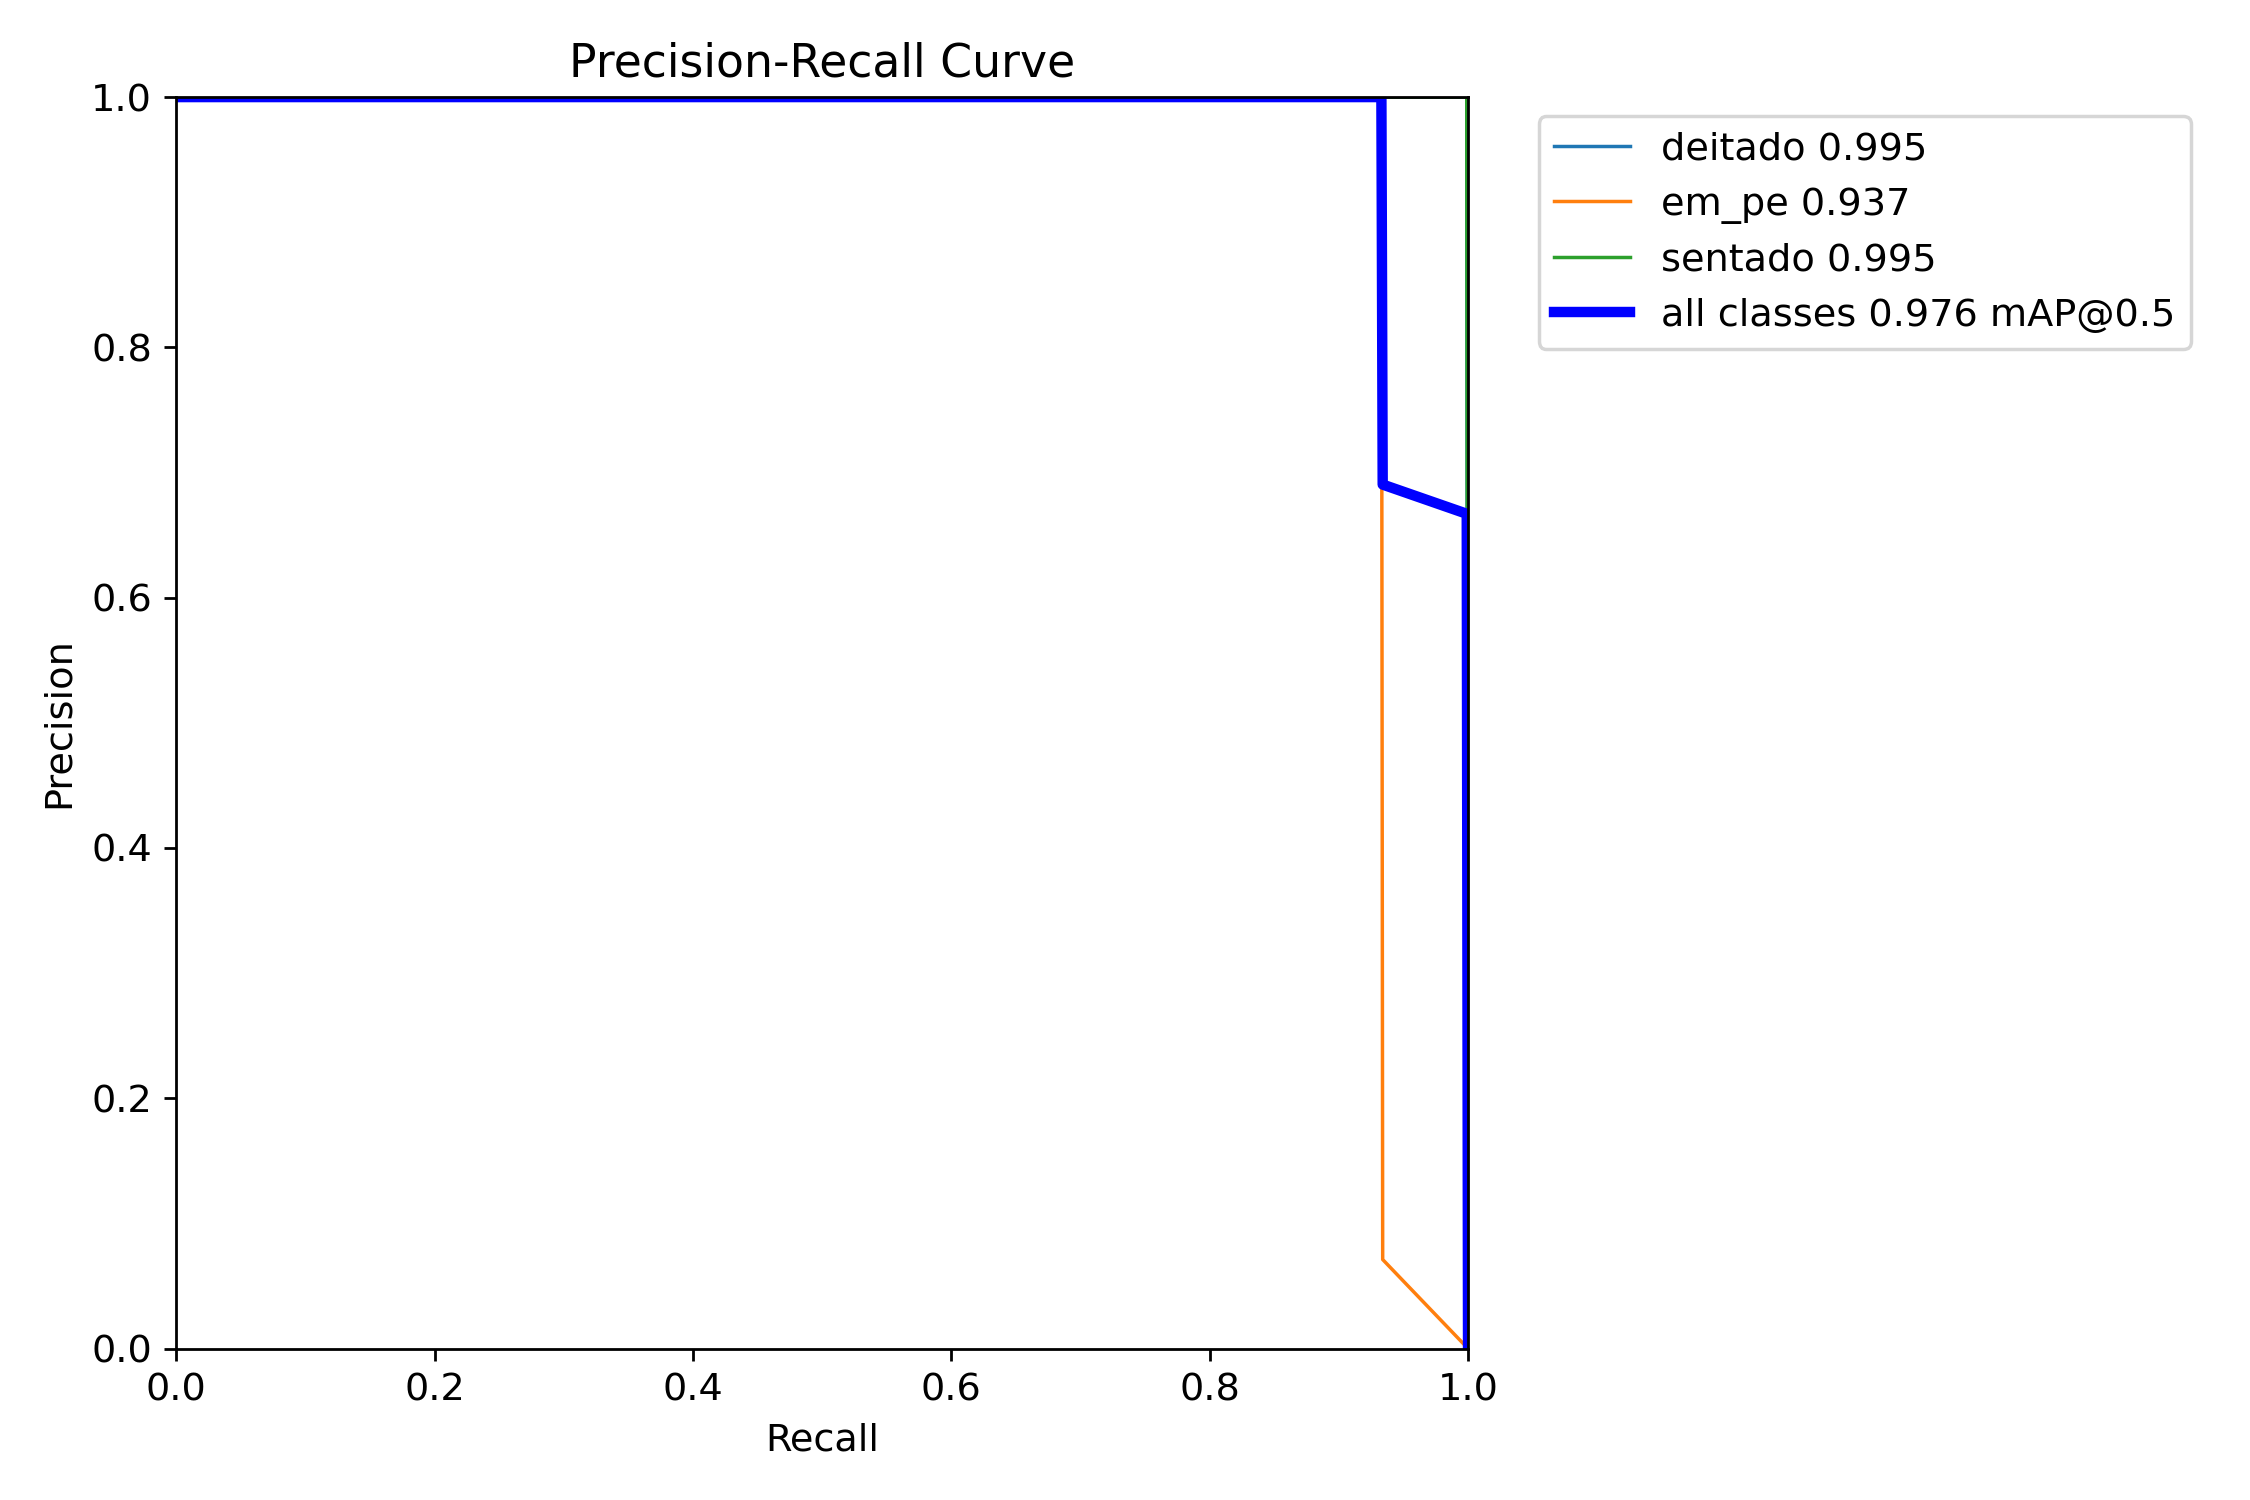 Precision-Recall Curve
1.0
0.8
0.6
0.4
0.2
0.0
Precision
0.0 0.2 0.4 0.6 0.8 1.0
Recall
deitado 0.995
em_pe 0.937
sentado 0.995
all classes 0.976 mAP@0.5